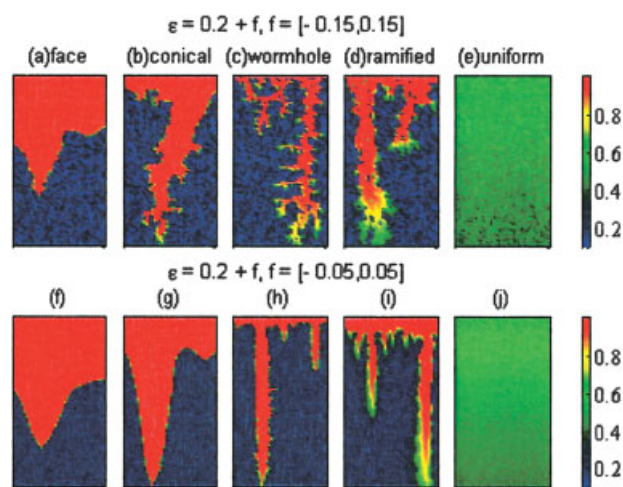 ε = 0.2 + f, f = [- 0.15,0.15]
(a)face (b)conical (c)wormhole (d)ramified (e)uniform
0.8
0.6
0.4
0.2
ε = 0.2 + f, f = [- 0.05,0.05]
(f) (g) (h) (i) (j)
0.8
0.6
0.4
0.2